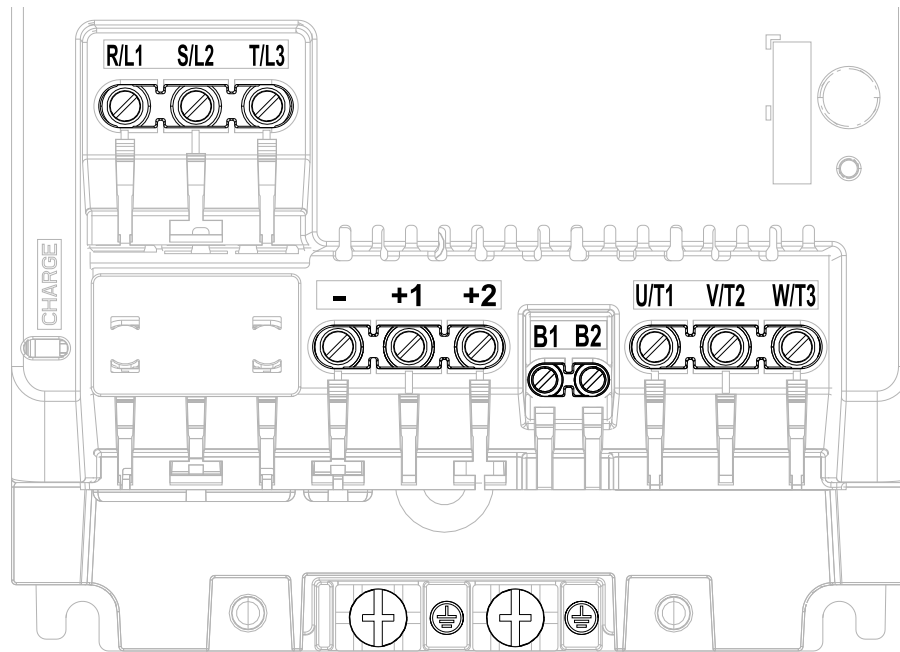 R/L1 S/L2 T/L3
CHARGE
- +1 +2
B1 B2
U/T1 V/T2 W/T3